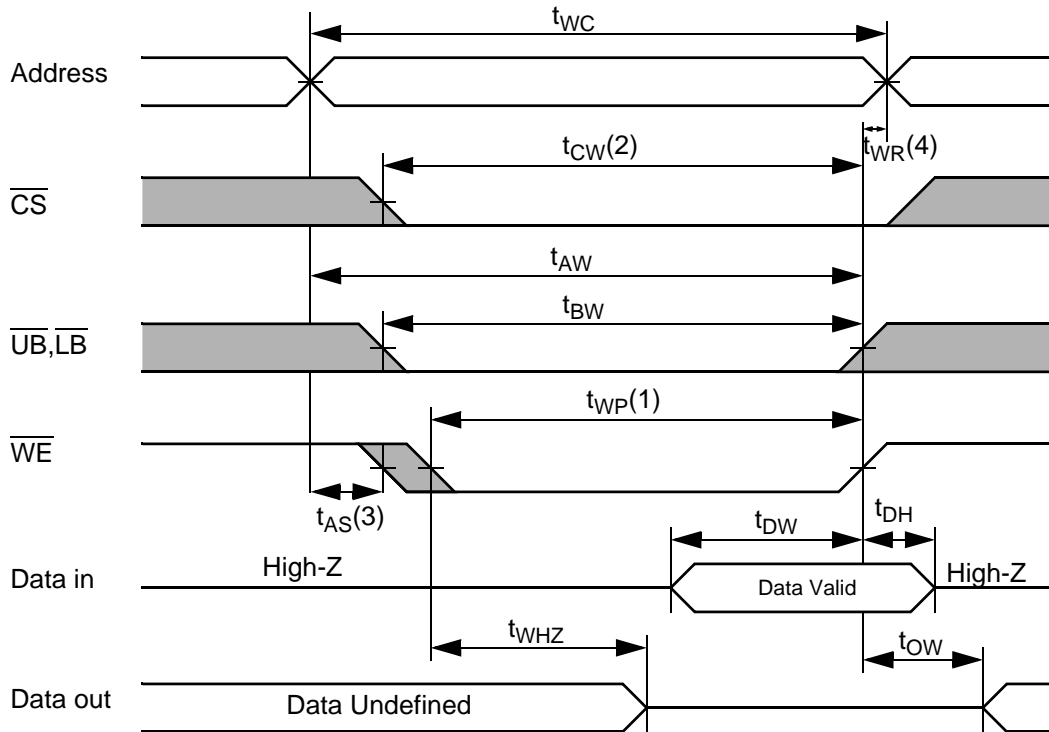 tWC
Address
tCW(2)
tWR(4)
CS
tAW
tBW
UB,LB
tWP(1)
WE
tAS(3)
tDW
tDH
High-Z
Data in
Data Valid
High-Z
tWHZ
tOW
Data out
Data Undefined